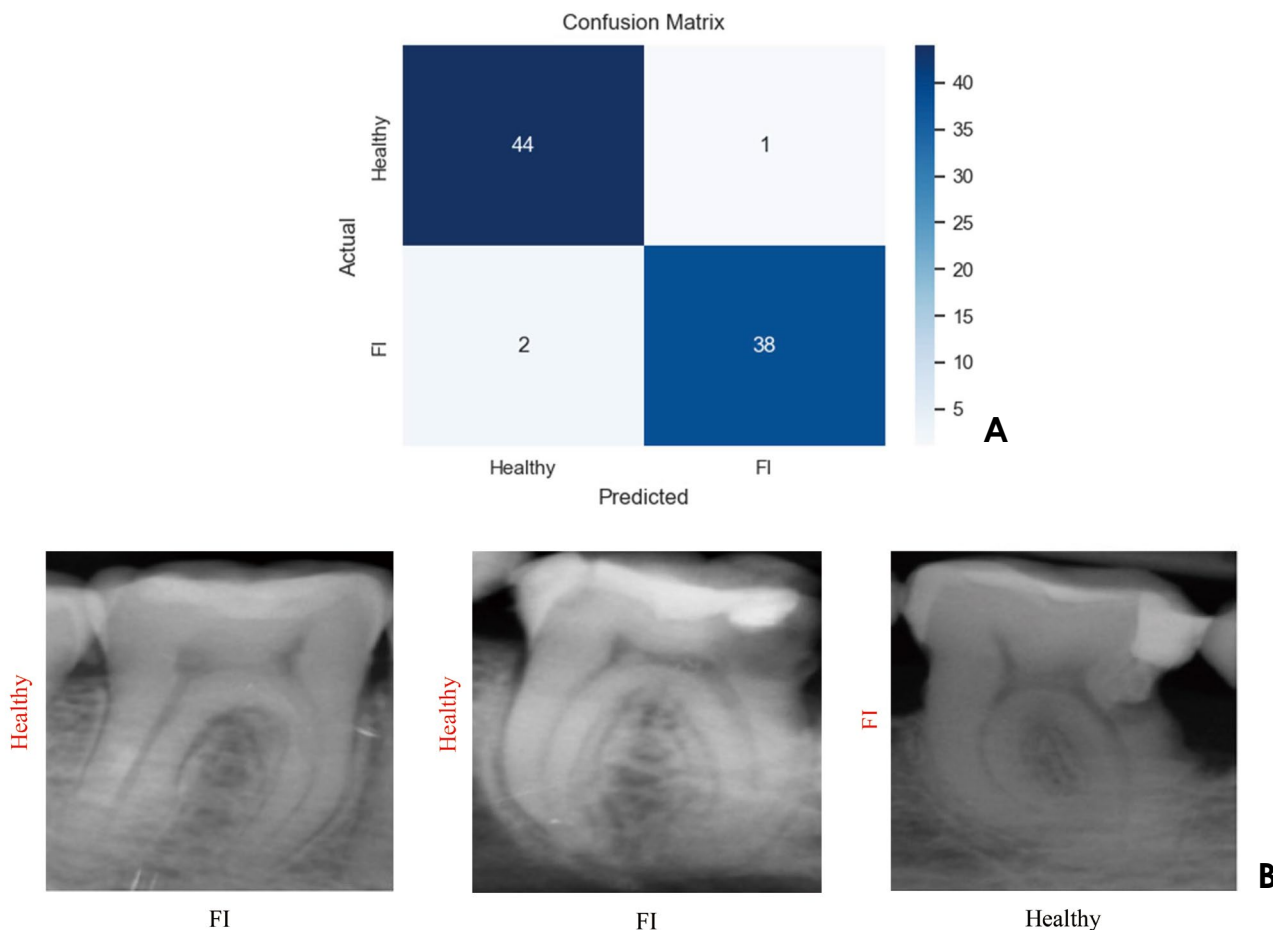 Confusion Matrix
Healthy
44
1
40
35
30
25
20
15
10
5
Actual
FI
2
38
A
Healthy
FI
Predicted
Healthy
Healthy
FI
B
FI
FI
Healthy